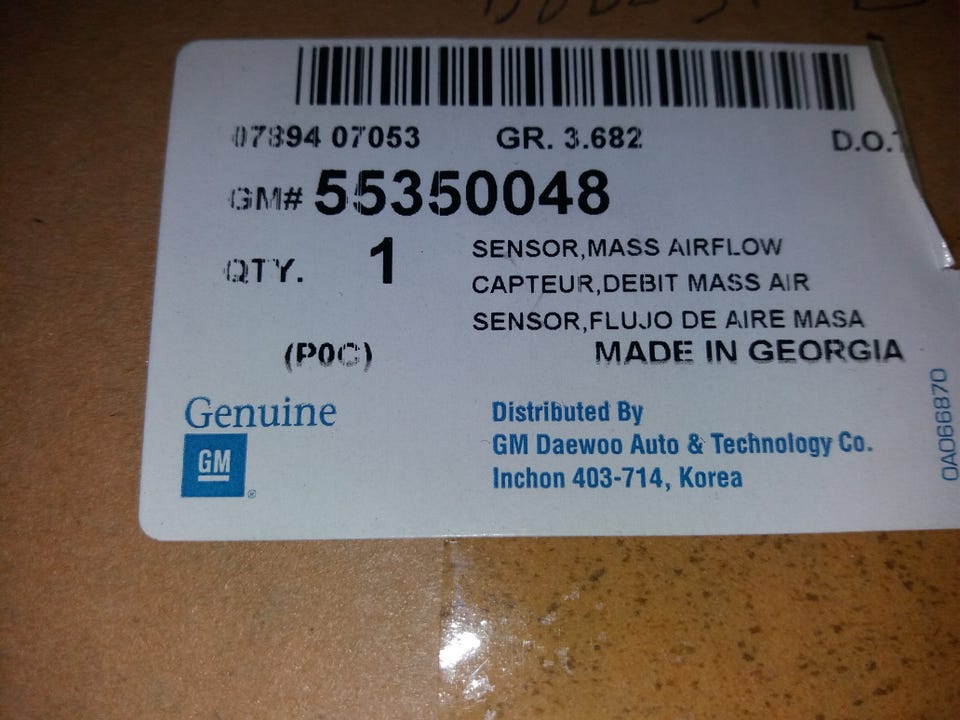 07894 07053 GR. 3.682 D.O.
GM# 55350048
QTY. 1
SENSOR,MASS AIRFLOW
CAPTEUR,DEBIT MASS AIR
SENSOR,FLUJO DE AIRE MASA
(P0C) MADE IN GEORGIA
Genuine
GM
Distributed By
GM Daewoo Auto & Technology Co.
Inchon 403-714, Korea
0A066870